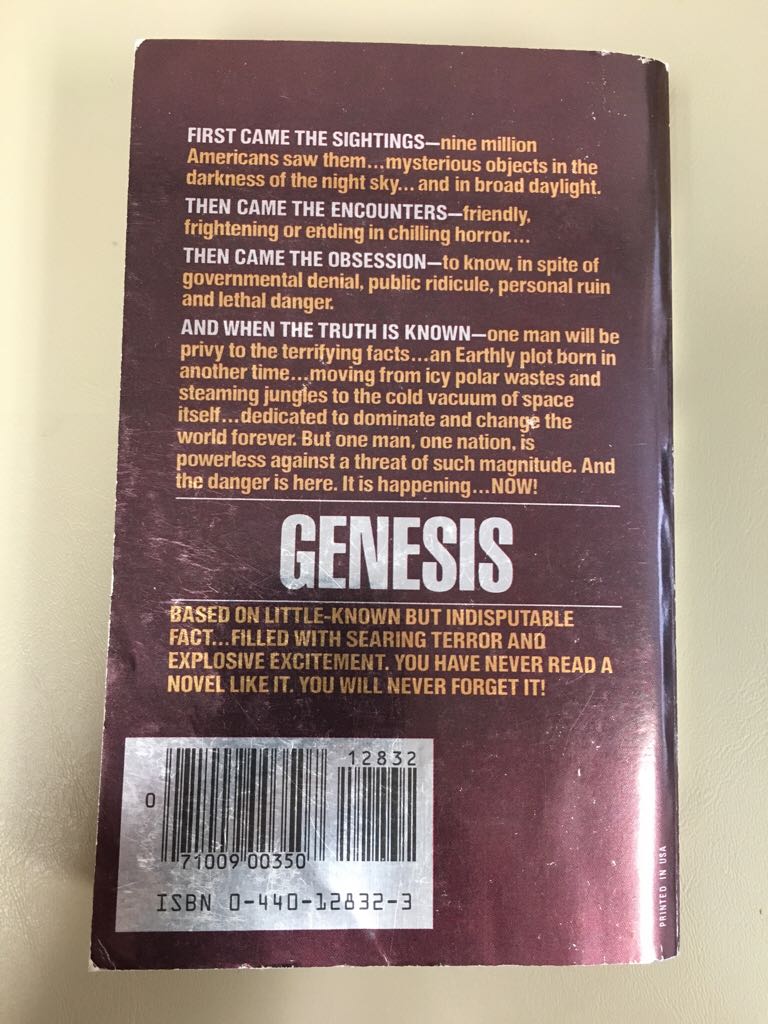 FIRST CAME THE SIGHTINGS—nine million
Americans saw them...mysterious objects in the
darkness of the night sky...and in broad daylight.
THEN CAME THE ENCOUNTERS—friendly,
frightening or ending in chilling horror....
THEN CAME THE OBSESSION—to know, in spite of
governmental denial, public ridicule, personal ruin
and lethal danger.
AND WHEN THE TRUTH IS KNOWN—one man will be
privy to the terrifying facts...an Earthly plot born in
another time...moving from icy polar wastes and
steaming jungles to the cold vacuum of space
itself...dedicated to dominate and change the
world forever. But one man, one nation, is
powerless against a threat of such magnitude. And
the danger is here. It is happening...NOW!
GENESIS
BASED ON LITTLE-KNOWN BUT INDISPUTABLE
FACT...FILLED WITH SEARING TERROR AND
EXPLOSIVE EXCITEMENT. YOU HAVE NEVER READ A
NOVEL LIKE IT. YOU WILL NEVER FORGET IT!
12832
0
71009 00350
ISBN 0-440-12832-3
PRINTED IN USA